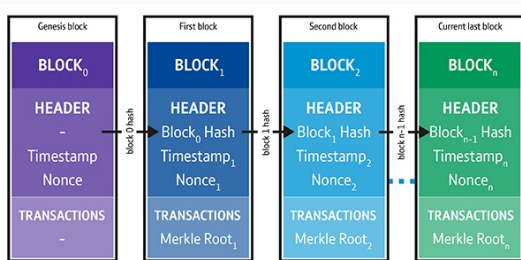 Genesis block
BLOCK₀
HEADER
-
Timestamp
Nonce
TRANSACTIONS
-
block 0 hash
First block
BLOCK₁
HEADER
Block₀ Hash
Timestamp₁
Nonce₁
TRANSACTIONS
Merkle Root₁
block 1 hash
Second block
BLOCK₂
HEADER
Block₁ Hash
Timestamp₂
Nonce₂
TRANSACTIONS
Merkle Root₂
block n-1 hash
Current last block
BLOCKₙ
HEADER
Blockₙ₋₁ Hash
Timestampₙ
Nonceₙ
TRANSACTIONS
Merkle Rootₙ